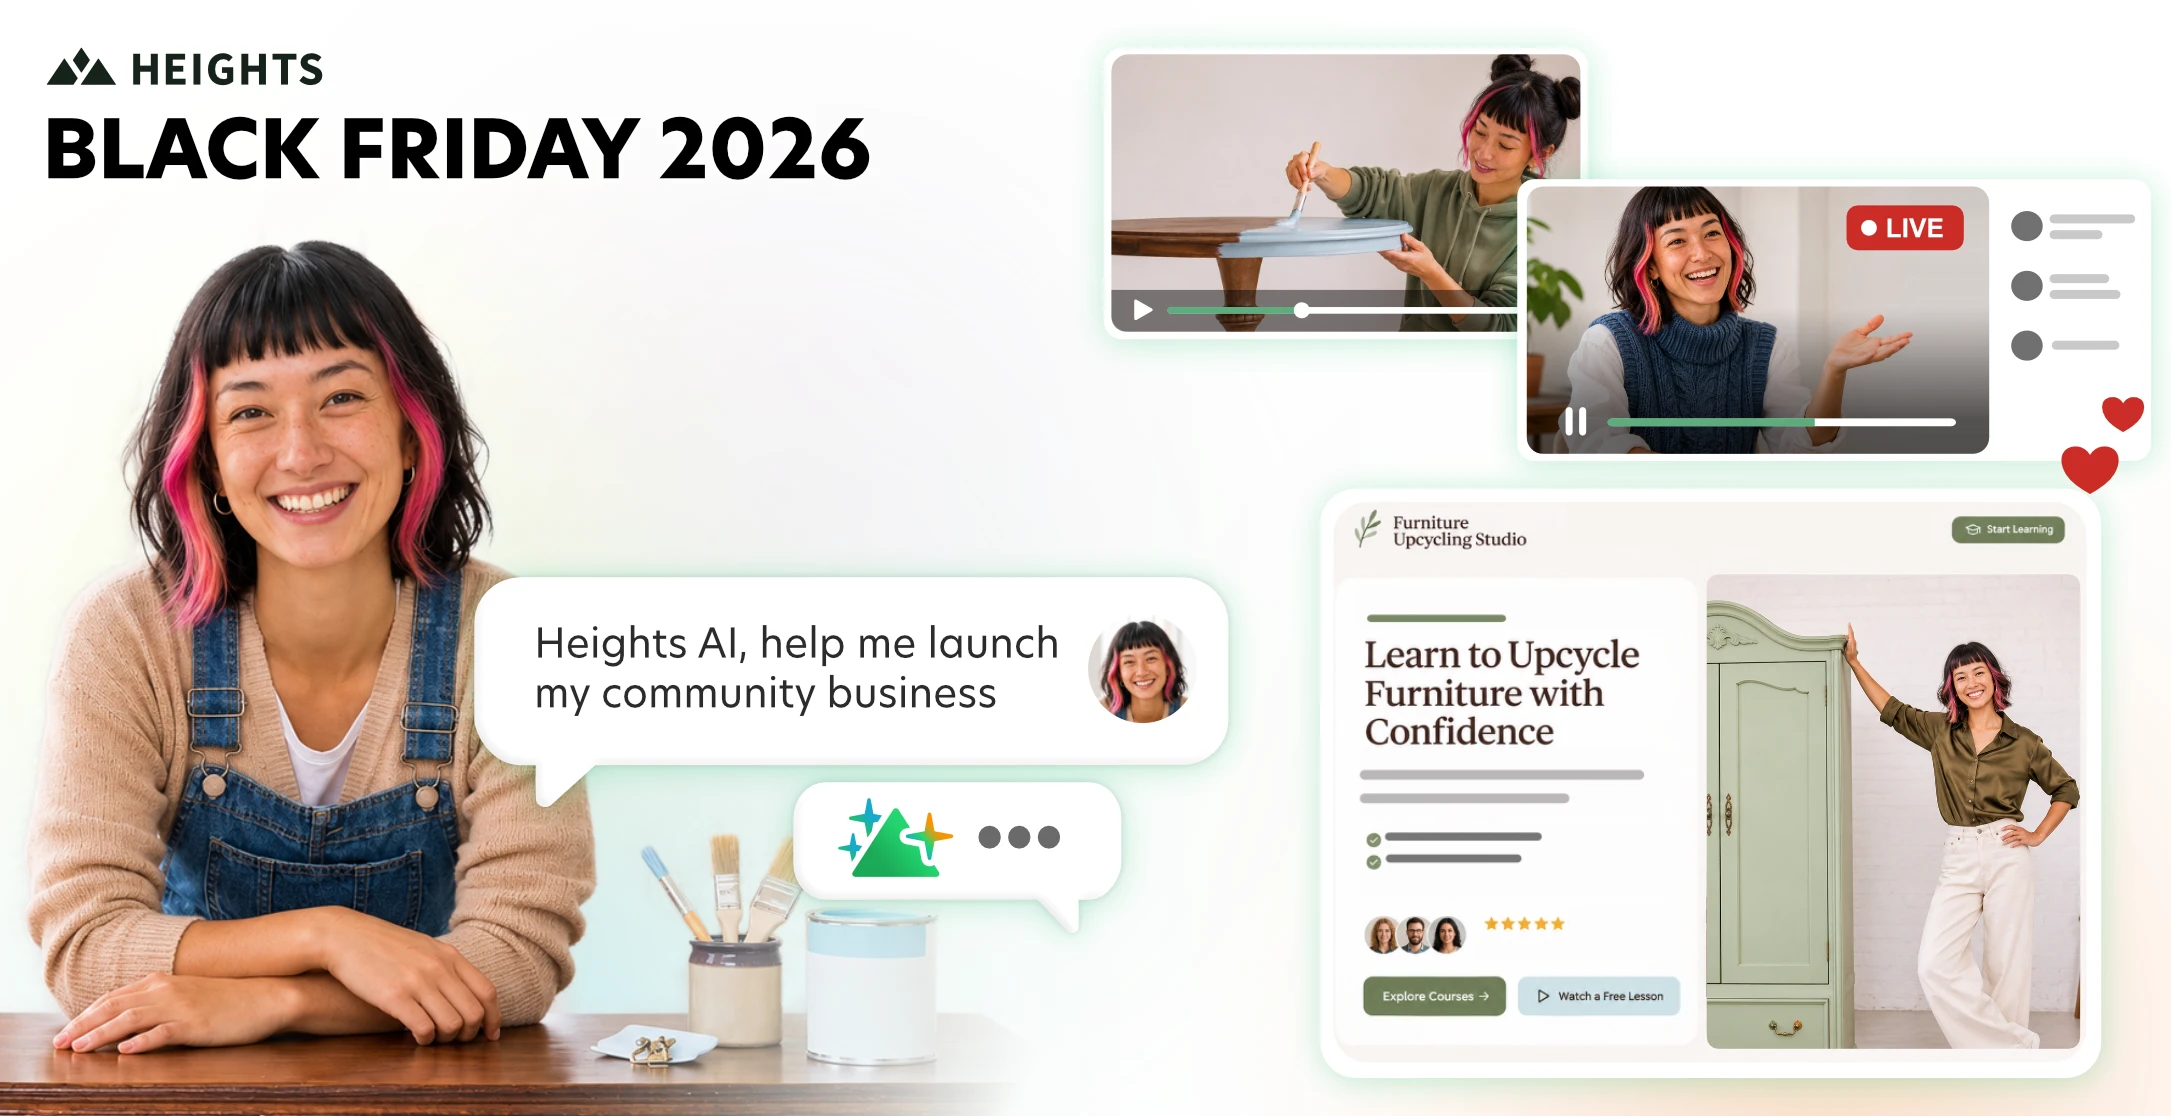 HEIGHTS
BLACK FRIDAY 2026
LIVE
Heights AI, help me launch
my community business
Furniture
Upcycling Studio
Start Learning
Learn to Upcycle
Furniture with
Confidence
Explore Courses →
Watch a Free Lesson